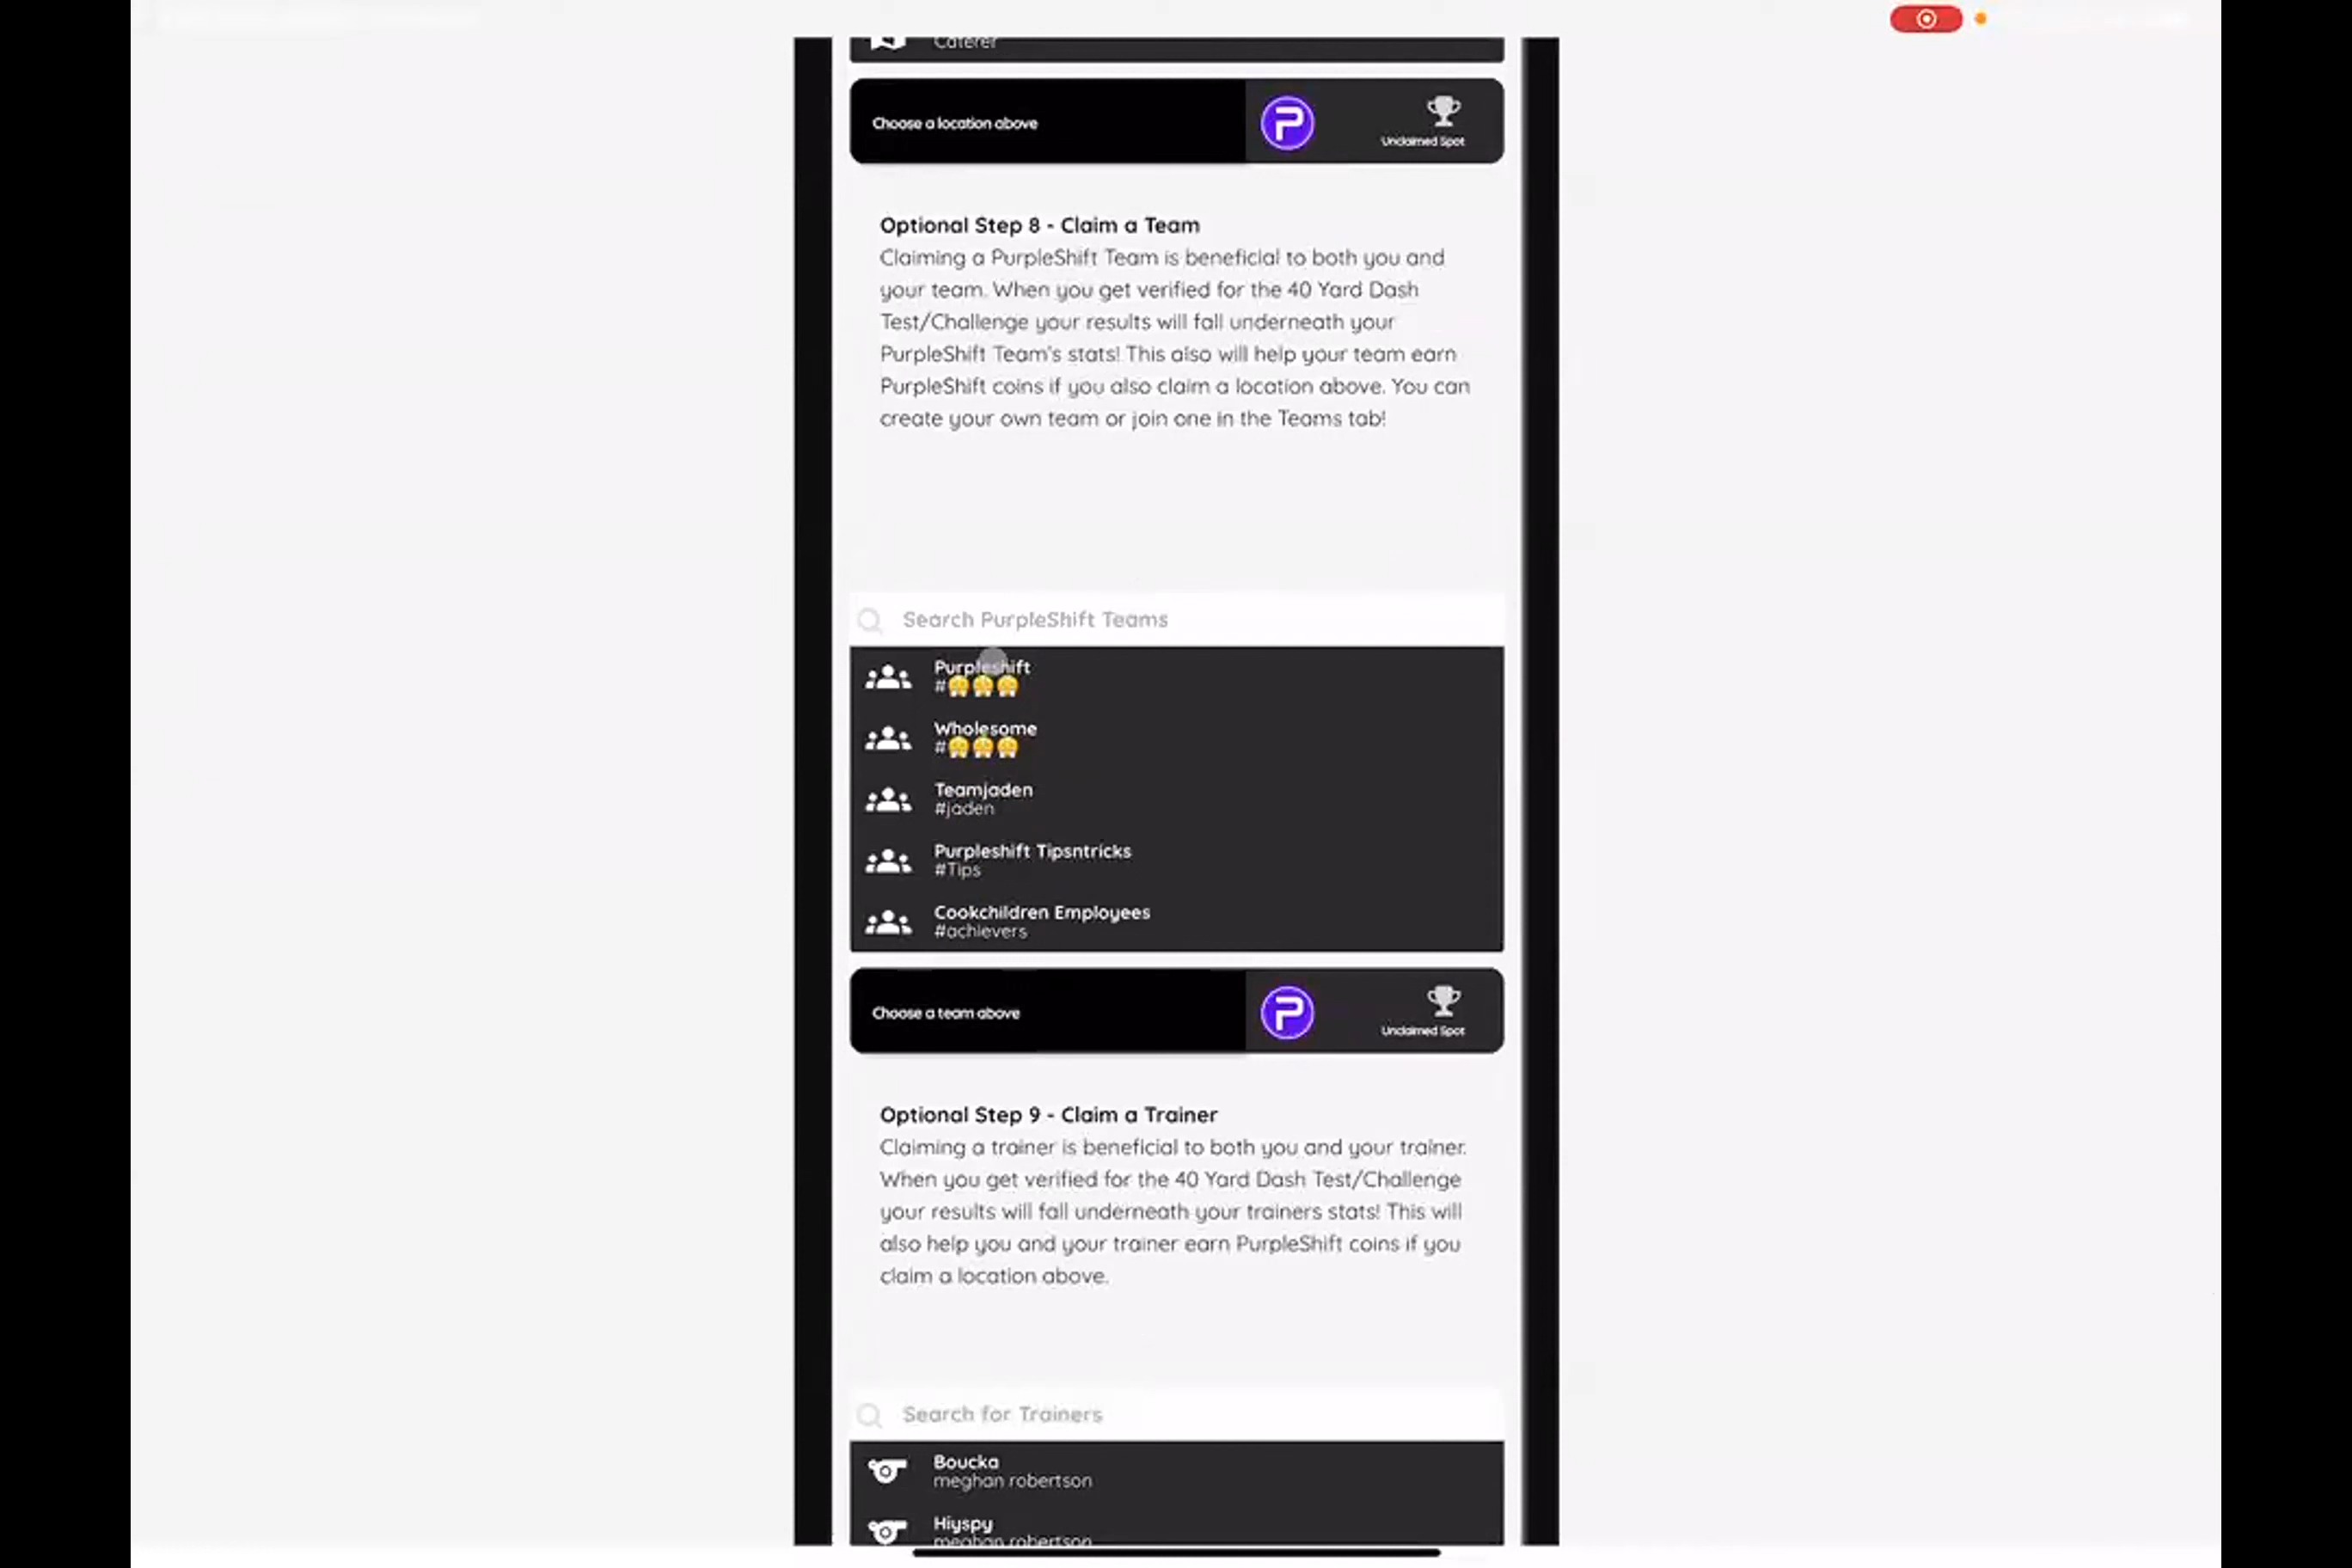 Caterer
Choose a location above
Unclaimed Spot
Optional Step 8 - Claim a Team
Claiming a PurpleShift Team is beneficial to both you and
your team. When you get verified for the 40 Yard Dash
Test/Challenge your results will fall underneath your
PurpleShift Team's stats! This also will help your team earn
PurpleShift coins if you also claim a location above. You can
create your own team or join one in the Teams tab!
Search PurpleShift Teams
Purpleshift
#😤😤😤
Wholesome
#😤😤😤
Teamjaden
#jaden
Purpleshift Tipsntricks
#Tips
Cookchildren Employees
#achievers
Choose a team above
Unclaimed Spot
Optional Step 9 - Claim a Trainer
Claiming a trainer is beneficial to both you and your trainer.
When you get verified for the 40 Yard Dash Test/Challenge
your results will fall underneath your trainers stats! This will
also help you and your trainer earn PurpleShift coins if you
claim a location above.
Search for Trainers
Boucka
meghan robertson
Hiyspy
meghan robertson